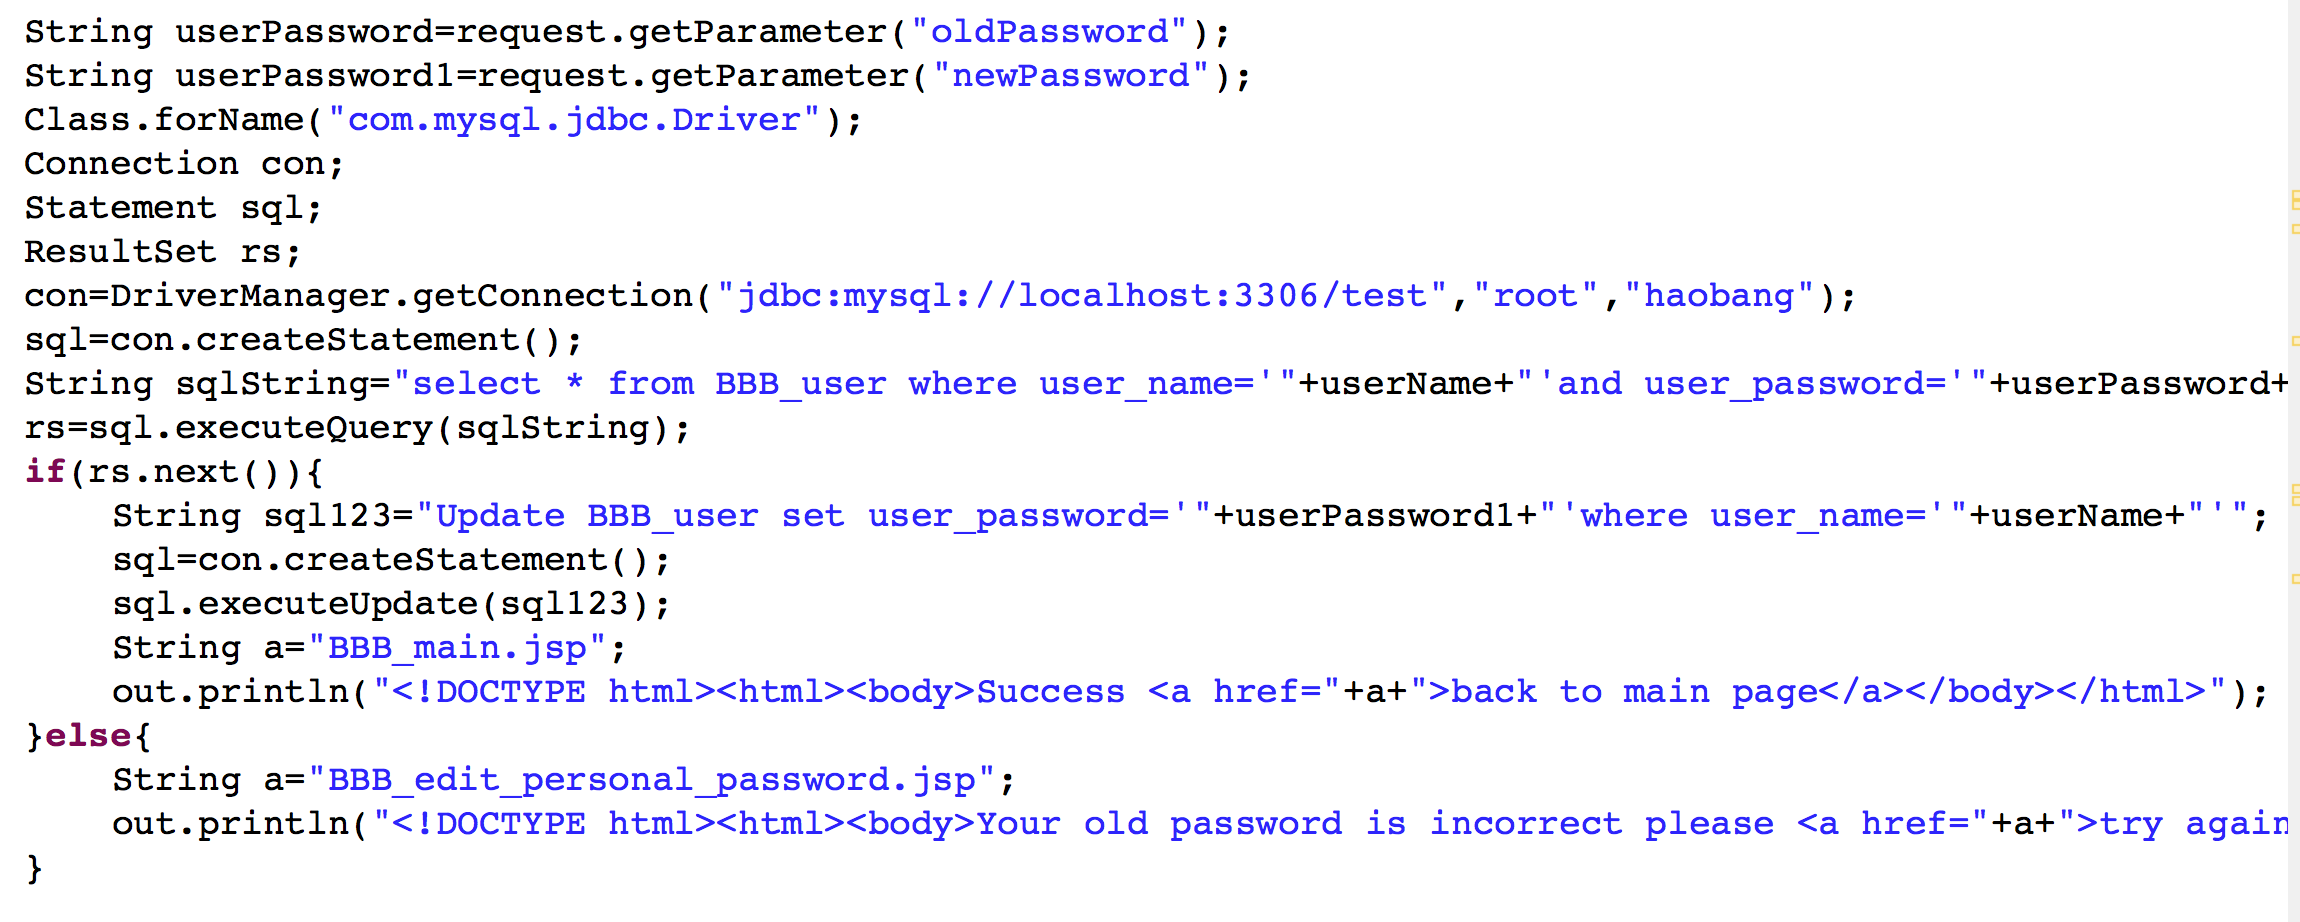 String userPassword=request.getParameter("oldPassword");
String userPassword1=request.getParameter("newPassword");
Class.forName("com.mysql.jdbc.Driver");
Connection con;
Statement sql;
ResultSet rs;
con=DriverManager.getConnection("jdbc:mysql://localhost:3306/test","root","haobang");
sql=con.createStatement();
String sqlString="select * from BBB_user where user_name='"+userName+"'and user_password='"+userPassword+
rs=sql.executeQuery(sqlString);
if(rs.next()){
    String sql123="Update BBB_user set user_password='"+userPassword1+"'where user_name='"+userName+"'";
    sql=con.createStatement();
    sql.executeUpdate(sql123);
    String a="BBB_main.jsp";
    out.println("<!DOCTYPE html><html><body>Success <a href="+a+">back to main page</a></body></html>");
}else{
    String a="BBB_edit_personal_password.jsp";
    out.println("<!DOCTYPE html><html><body>Your old password is incorrect please <a href="+a+">try again
}